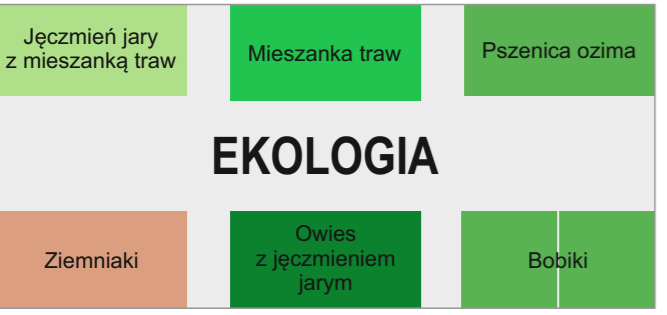 Jęczmień jary
z mieszanką traw
Mieszanka traw
Pszenica ozima
EKOLOGIA
Ziemniaki
Owies
z jęczmieniem
jarym
Bobiki